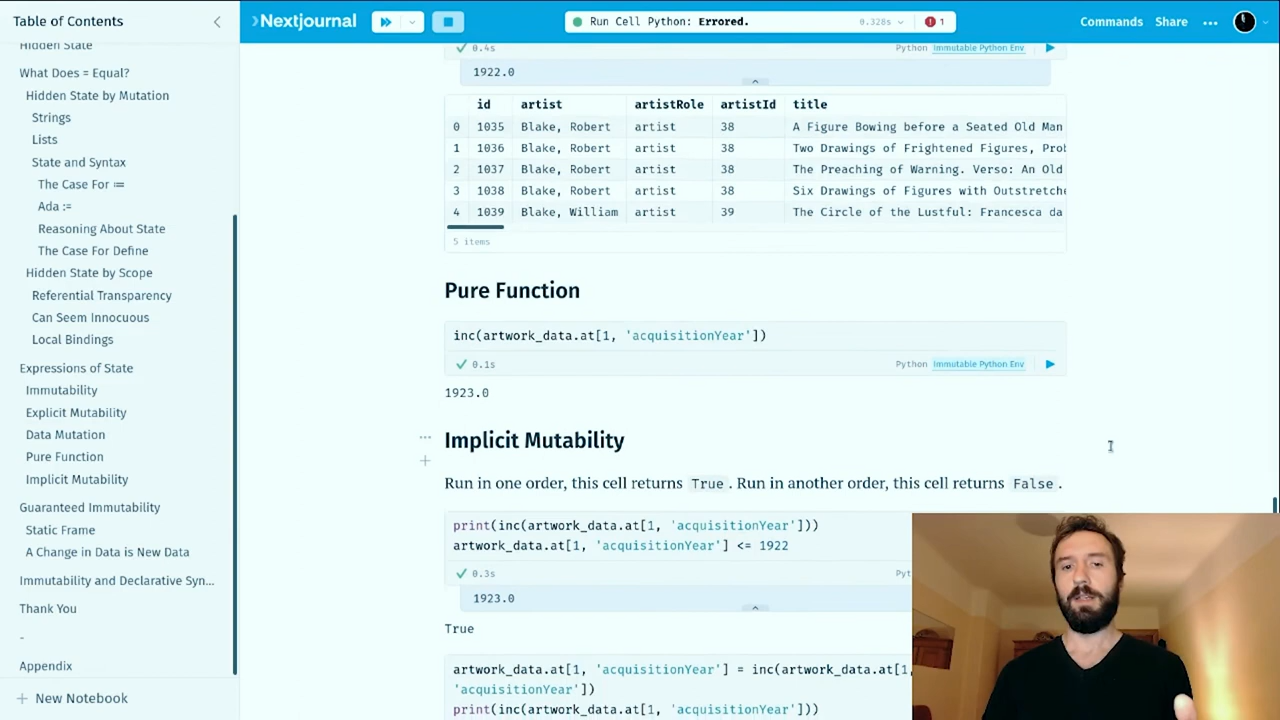 Table of Contents
Nextjournal
Run Cell Python: Errored.
0.328s
1
Commands
Share
Hidden State
What Does = Equal?
Hidden State by Mutation
Strings
Lists
State and Syntax
The Case For ≔
Ada :=
Reasoning About State
The Case For Define
Hidden State by Scope
Referential Transparency
Can Seem Innocuous
Local Bindings
Expressions of State
Immutability
Explicit Mutability
Data Mutation
Pure Function
Implicit Mutability
Guaranteed Immutability
Static Frame
A Change in Data is New Data
Immutability and Declarative Syn...
Thank You
-
Appendix
+ New Notebook
0.4s
Python Immutable Python Env
1922.0
id artist artistRole artistId title
0 1035 Blake, Robert artist 38 A Figure Bowing before a Seated Old Man
1 1036 Blake, Robert artist 38 Two Drawings of Frightened Figures, Prob
2 1037 Blake, Robert artist 38 The Preaching of Warning. Verso: An Old
3 1038 Blake, Robert artist 38 Six Drawings of Figures with Outstretche
4 1039 Blake, William artist 39 The Circle of the Lustful: Francesca da
5 items
Pure Function
inc(artwork_data.at[1, 'acquisitionYear'])
0.1s
Python Immutable Python Env
1923.0
Implicit Mutability
Run in one order, this cell returns True. Run in another order, this cell returns False.
print(inc(artwork_data.at[1, 'acquisitionYear']))
artwork_data.at[1, 'acquisitionYear'] <= 1922
0.3s
Pyt
1923.0
True
artwork_data.at[1, 'acquisitionYear'] = inc(artwork_data.at[1,
'acquisitionYear'])
print(inc(artwork_data.at[1, 'acquisitionYear']))